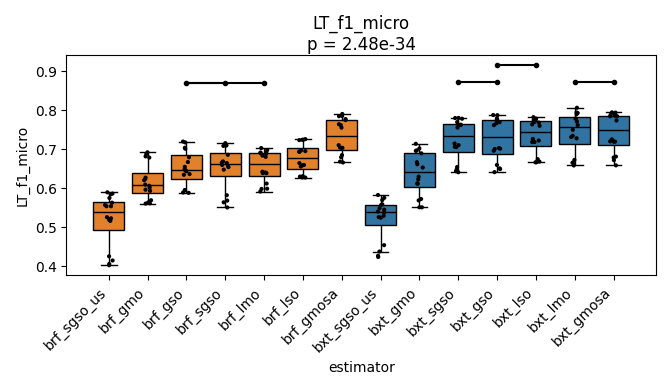 LT_f1_micro
p = 2.48e-34
LT_f1_micro
0.9
0.8
0.7
0.6
0.5
0.4
brf_sgso_us
brf_gmo
brf_gso
brf_sgso
brf_lmo
brf_lso
brf_gmosa
bxt_sgso_us
bxt_gmo
bxt_sgso
bxt_gso
bxt_lso
bxt_lmo
bxt_gmosa
estimator